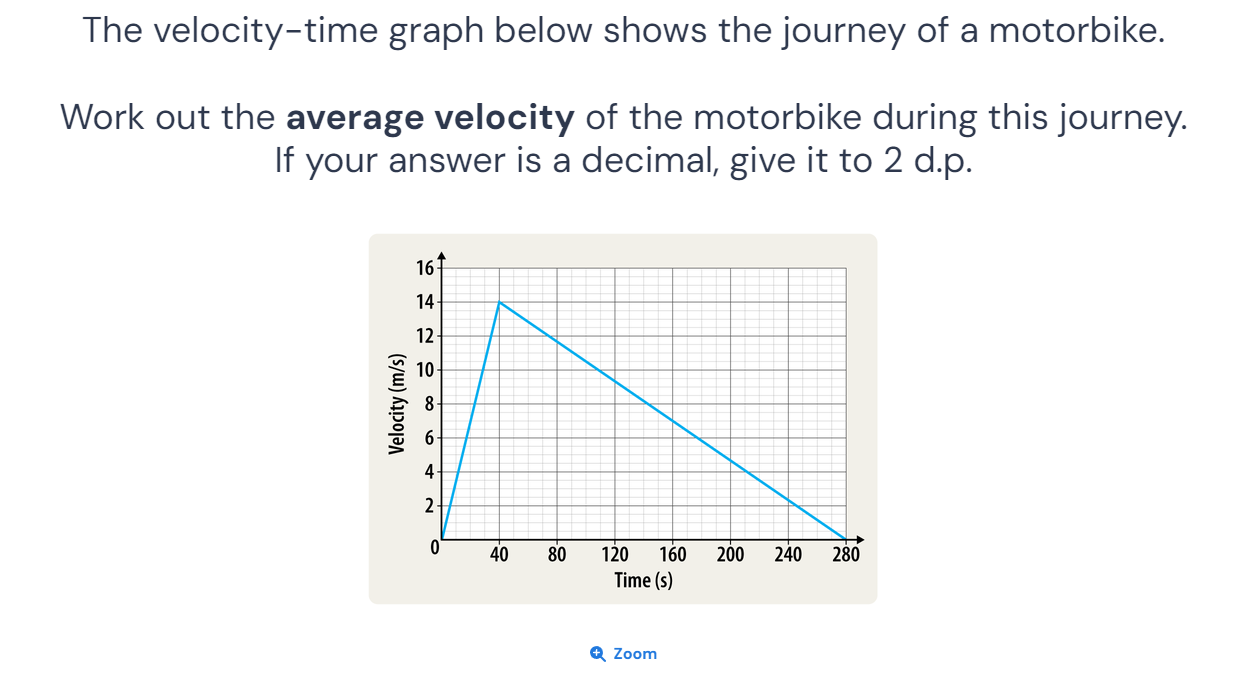 The velocity-time graph below shows the journey of a motorbike.
Work out the average velocity of the motorbike during this journey.
If your answer is a decimal, give it to 2 d.p.
16
14
12
10
8
6
4
2
0
Velocity (m/s)
40 80 120 160 200 240 280
Time (s)
Zoom